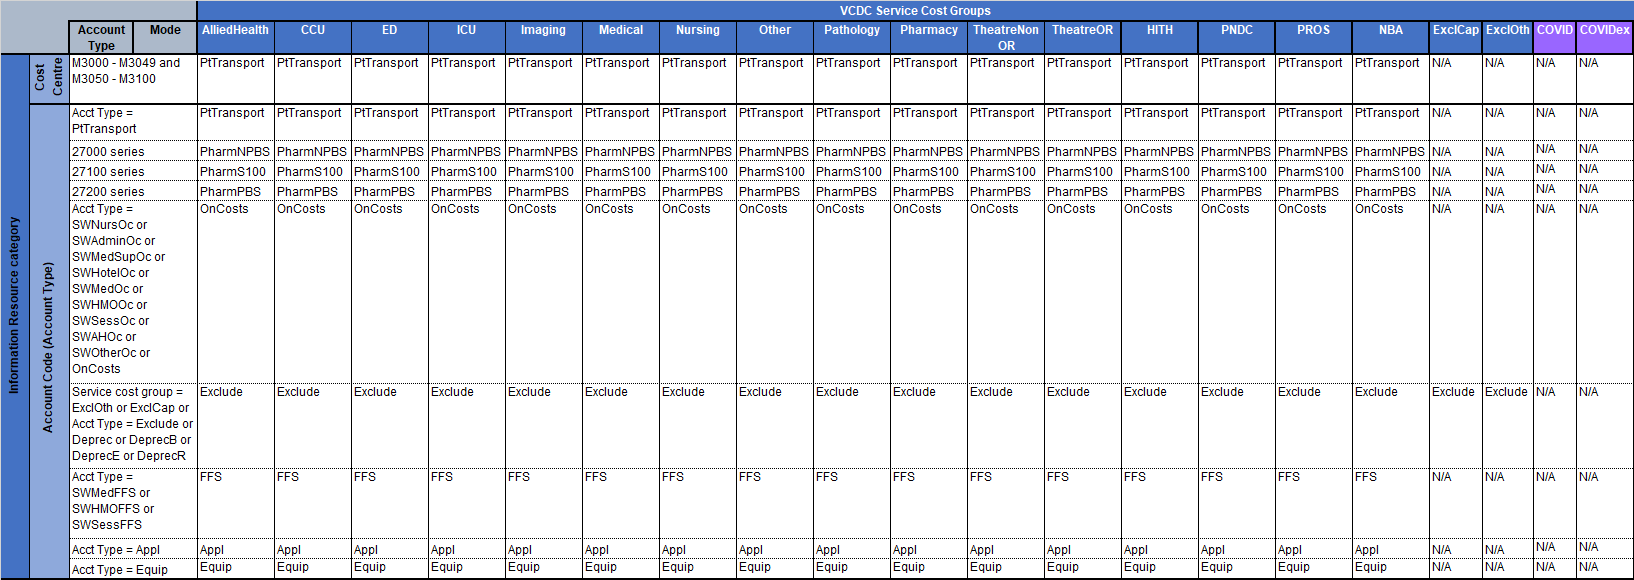 VCDC Service Cost Groups
Account Type Mode AlliedHealth CCU ED ICU Imaging Medical Nursing Other Pathology Pharmacy TheatreNon OR TheatreOR HITH PNDC PROS NBA ExclCap ExclOth COVID COVIDex
Information Resource category
Cost Centre
M3000 - M3049 and PtTransport PtTransport PtTransport PtTransport PtTransport PtTransport PtTransport PtTransport PtTransport PtTransport PtTransport PtTransport PtTransport PtTransport PtTransport PtTransport N/A N/A N/A N/A
M3050 - M3100
Account Code (Account Type)
Acct Type = PtTransport PtTransport PtTransport PtTransport PtTransport PtTransport PtTransport PtTransport PtTransport PtTransport PtTransport PtTransport PtTransport PtTransport PtTransport PtTransport N/A N/A N/A N/A
PtTransport
27000 series PharmNPBS PharmNPBS PharmNPBS PharmNPBS PharmNPBS PharmNPBS PharmNPBS PharmNPBS PharmNPBS PharmNPBS PharmNPBS PharmNPBS PharmNPBS PharmNPBS PharmNPBS PharmNPBS N/A N/A N/A N/A
27100 series PharmS100 PharmS100 PharmS100 PharmS100 PharmS100 PharmS100 PharmS100 PharmS100 PharmS100 PharmS100 PharmS100 PharmS100 PharmS100 PharmS100 PharmS100 PharmS100 N/A N/A N/A N/A
27200 series PharmPBS PharmPBS PharmPBS PharmPBS PharmPBS PharmPBS PharmPBS PharmPBS PharmPBS PharmPBS PharmPBS PharmPBS PharmPBS PharmPBS PharmPBS PharmPBS N/A N/A N/A N/A
Acct Type = OnCosts OnCosts OnCosts OnCosts OnCosts OnCosts OnCosts OnCosts OnCosts OnCosts OnCosts OnCosts OnCosts OnCosts OnCosts OnCosts N/A N/A N/A N/A
SWNursOc or
SWAdminOc or
SWMedSupOc or
SWHotelOc or
SWMedOc or
SWHMOOc or
SWSessOc or
SWAHOc or
SWOtherOc or
OnCosts
Service cost group = Exclude Exclude Exclude Exclude Exclude Exclude Exclude Exclude Exclude Exclude Exclude Exclude Exclude Exclude Exclude Exclude Exclude Exclude N/A N/A
ExclOth or ExclCap or
Acct Type = Exclude or
Deprec or DeprecB or
DeprecE or DeprecR
Acct Type = FFS FFS FFS FFS FFS FFS FFS FFS FFS FFS FFS FFS FFS FFS FFS FFS N/A N/A N/A N/A
SWMedFFS or
SWHMOFFS or
SWSessFFS
Acct Type = Appl Appl Appl Appl Appl Appl Appl Appl Appl Appl Appl Appl Appl Appl Appl Appl Appl N/A N/A N/A N/A
Acct Type = Equip Equip Equip Equip Equip Equip Equip Equip Equip Equip Equip Equip Equip Equip Equip Equip Equip N/A N/A N/A N/A